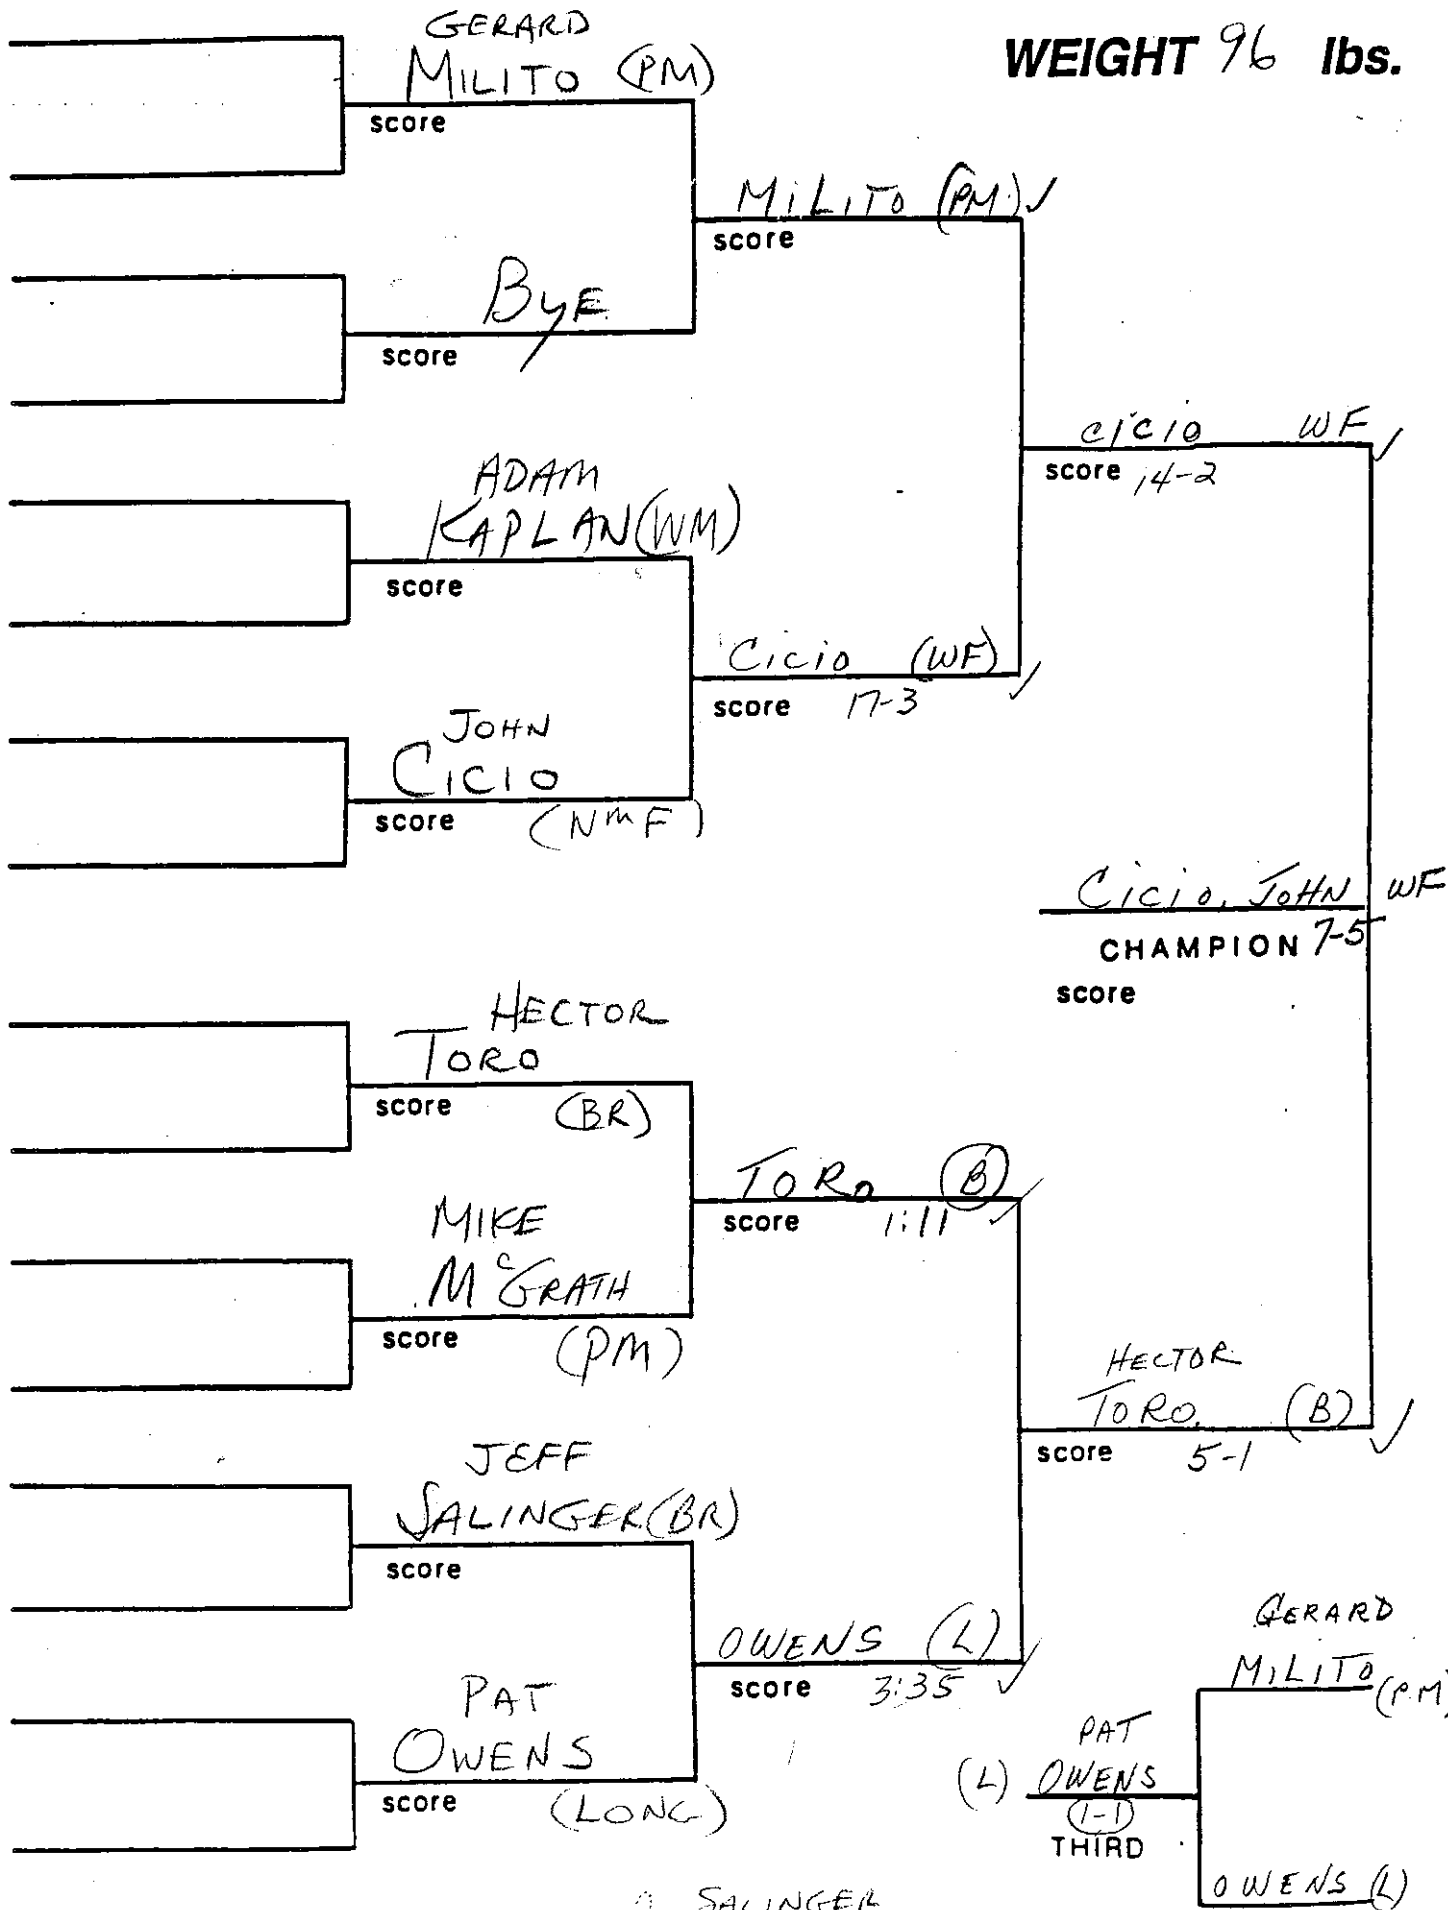 WEIGHT 96 lbs.
GERARD
MILITO (PM)
score
MILITO (PM) ✓
score
BYE
score
CICIO WF ✓
score 14-2
ADAM
KAPLAN (WM)
score
CICIO (WF) ✓
score 17-3
JOHN
CICIO
score (NMF)
CICIO, JOHN WF
CHAMPION 7-5
score
HECTOR
TORO
score (BR)
TORO (B) ✓
score 1:11
MIKE
McGRATH
score (PM)
HECTOR
TORO (B) ✓
score 5-1
JEFF
SALINGER (BR)
score
OWENS (L) ✓
score 3:35
PAT
OWENS
score (LONG)
GERARD
MILITO (P.M)
PAT
(L) OWENS
(1-1)
THIRD
OWENS (L)
SALINGER